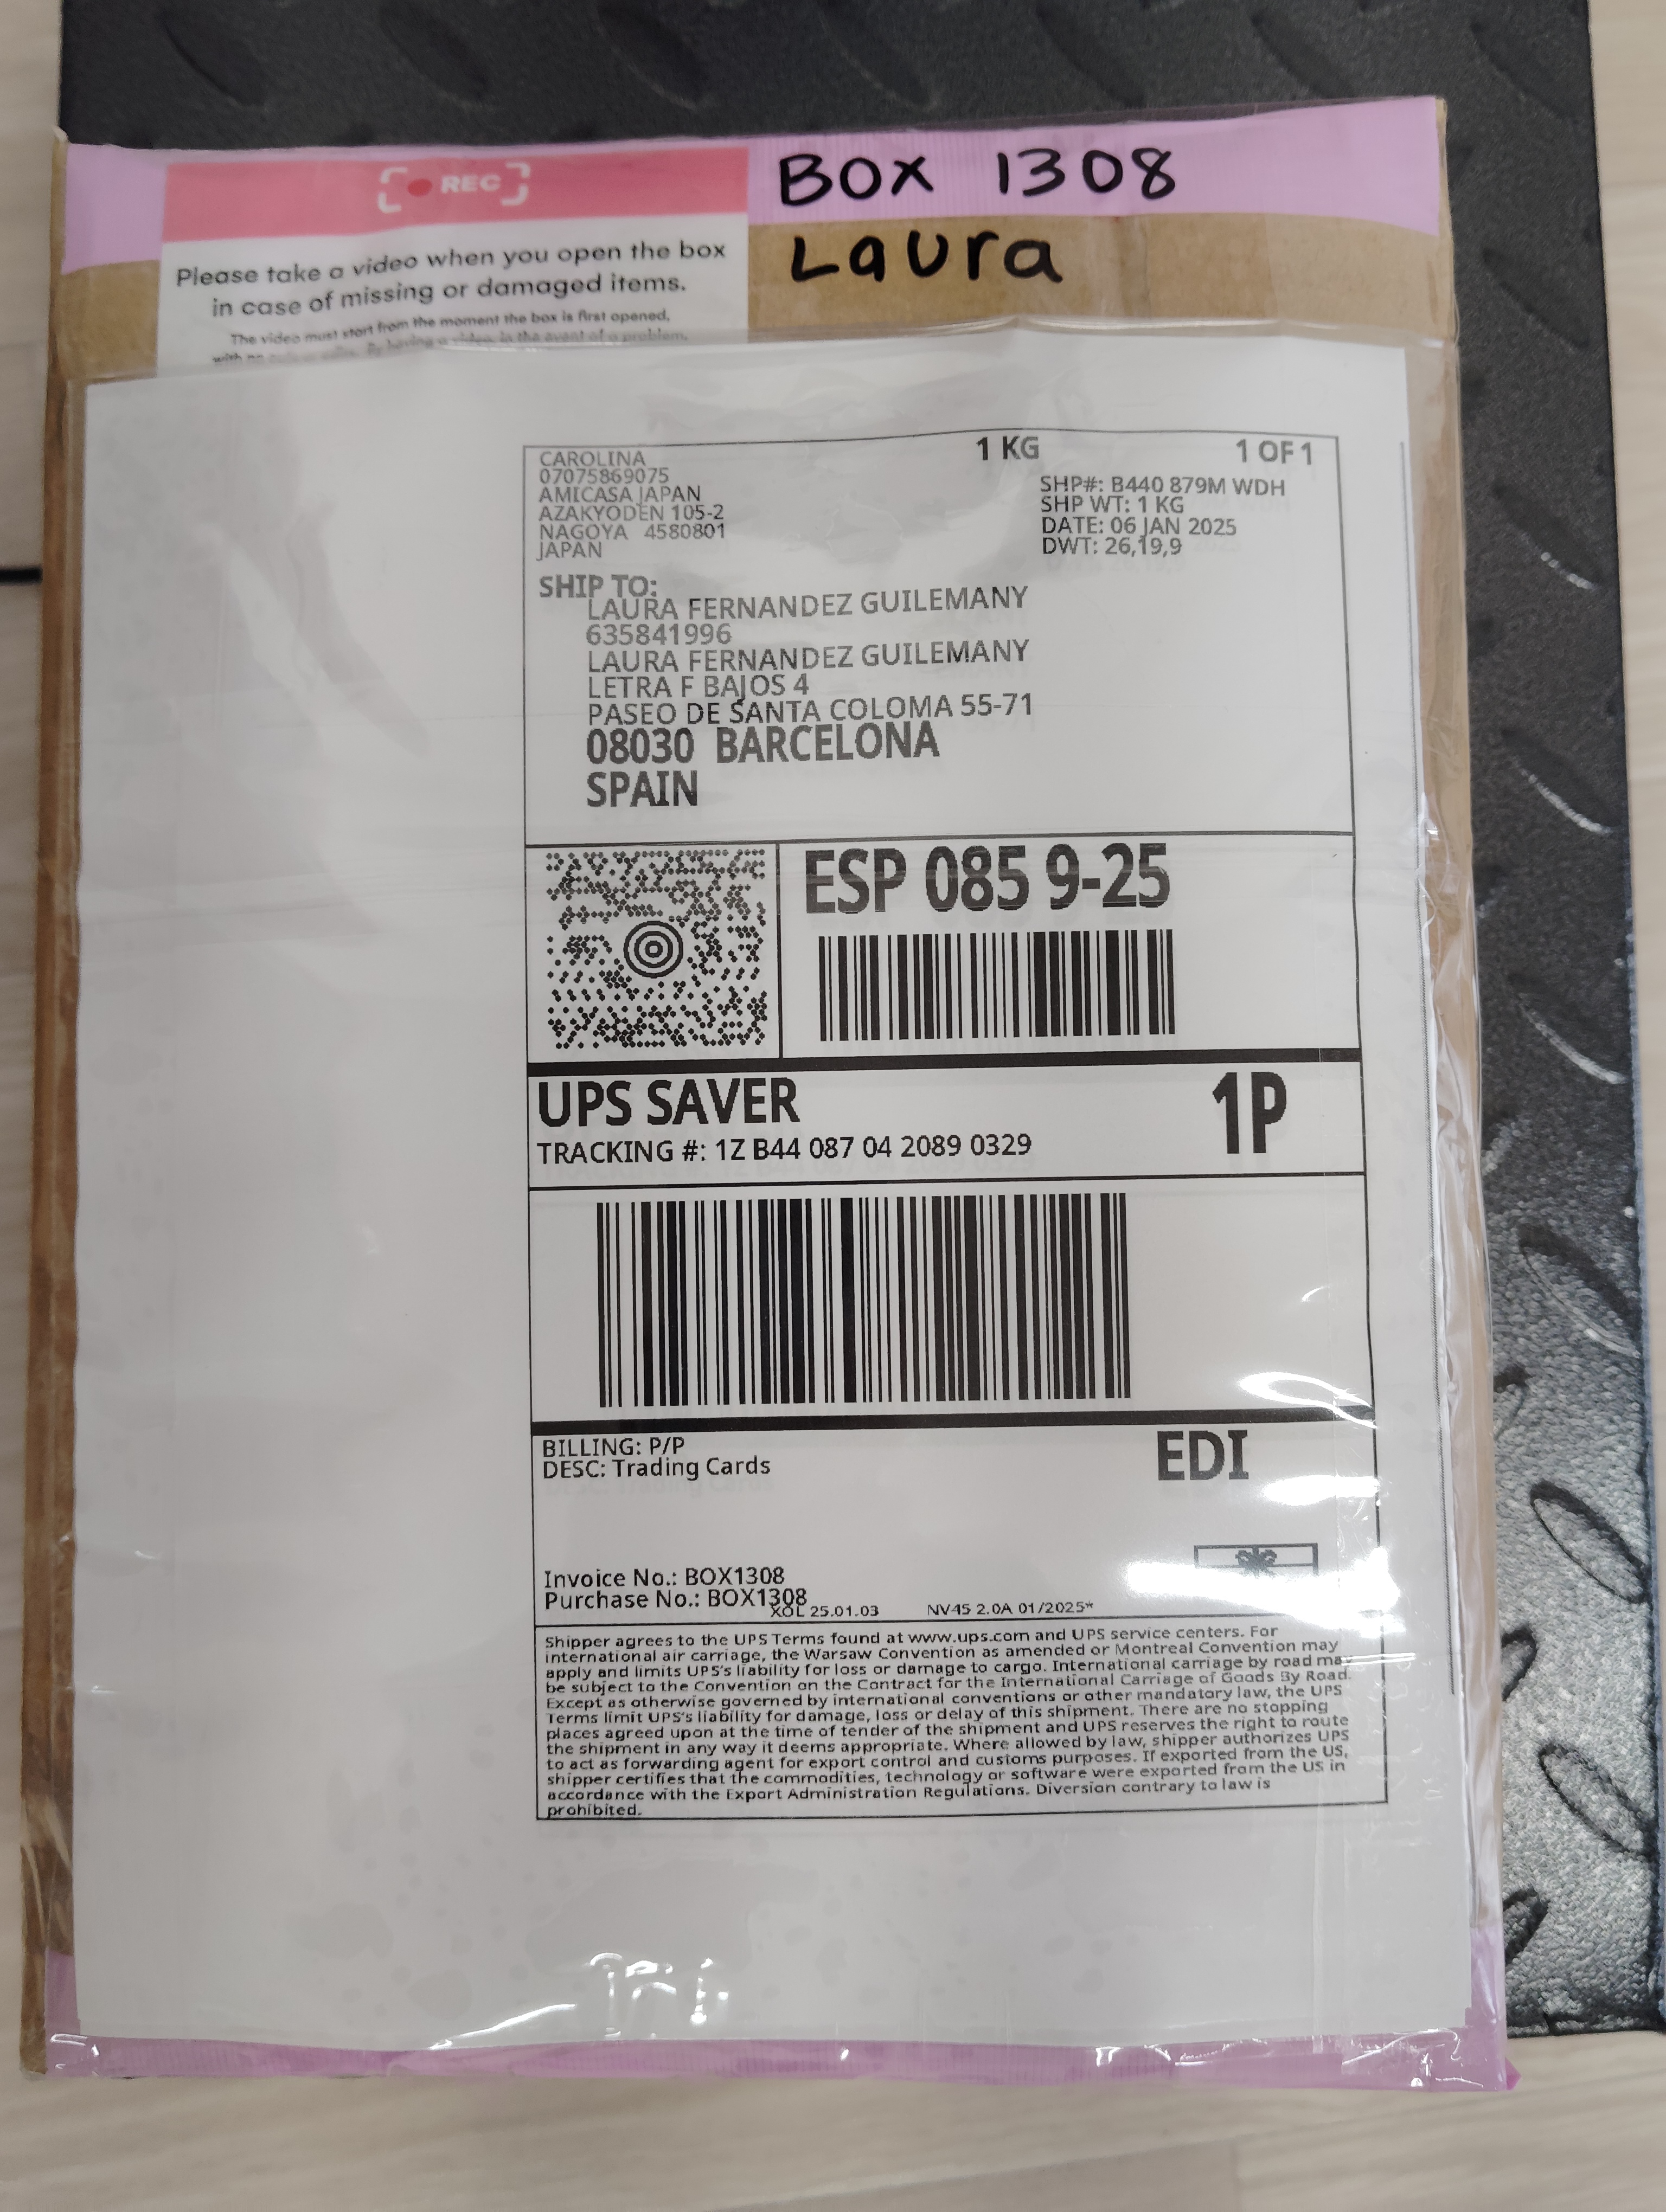 REC
BOX 1308
Laura
Please take a video when you open the box
in case of missing or damaged items.
The video must start from the moment the box is first opened,
with no cuts or edits. By having a video, in the event of a problem,
CAROLINA
07075869075
AMICASA JAPAN
AZAKYODEN 105-2
NAGOYA 4580801
JAPAN
1 KG
1 OF 1
SHP#: B440 879M WDH
SHP WT: 1 KG
DATE: 06 JAN 2025
DWT: 26,19,9
SHIP TO:
LAURA FERNANDEZ GUILEMANY
635841996
LAURA FERNANDEZ GUILEMANY
LETRA F BAJOS 4
PASEO DE SANTA COLOMA 55-71
08030 BARCELONA
SPAIN
ESP 085 9-25
UPS SAVER
1P
TRACKING #: 1Z B44 087 04 2089 0329
BILLING: P/P
DESC: Trading Cards
EDI
Invoice No.: BOX1308
Purchase No.: BOX1308
XOL 25.01.03 NV45 2.0A 01/2025*
Shipper agrees to the UPS Terms found at www.ups.com and UPS service centers. For
international air carriage, the Warsaw Convention as amended or Montreal Convention may
apply and limits UPS's liability for loss or damage to cargo. International carriage by road may
be subject to the Convention on the Contract for the International Carriage of Goods By Road.
Except as otherwise governed by international conventions or other mandatory law, the UPS
Terms limit UPS's liability for damage, loss or delay of this shipment. There are no stopping
places agreed upon at the time of tender of the shipment and UPS reserves the right to route
the shipment in any way it deems appropriate. Where allowed by law, shipper authorizes UPS
to act as forwarding agent for export control and customs purposes. If exported from the US,
shipper certifies that the commodities, technology or software were exported from the US in
accordance with the Export Administration Regulations. Diversion contrary to law is
prohibited.